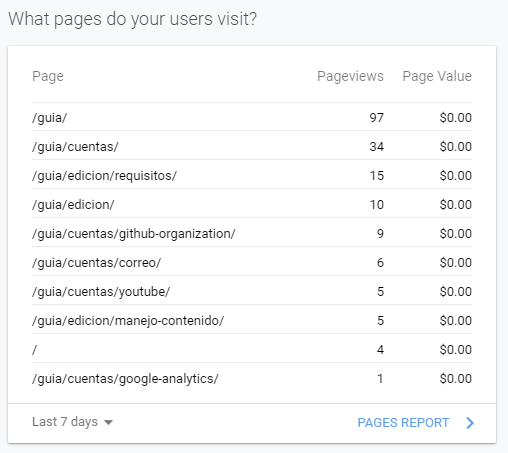 What pages do your users visit?
Page Pageviews Page Value
/guia/ 97 $0.00
/guia/cuentas/ 34 $0.00
/guia/edicion/requisitos/ 15 $0.00
/guia/edicion/ 10 $0.00
/guia/cuentas/github-organization/ 9 $0.00
/guia/cuentas/correo/ 6 $0.00
/guia/cuentas/youtube/ 5 $0.00
/guia/edicion/manejo-contenido/ 5 $0.00
/ 4 $0.00
/guia/cuentas/google-analytics/ 1 $0.00
Last 7 days PAGES REPORT